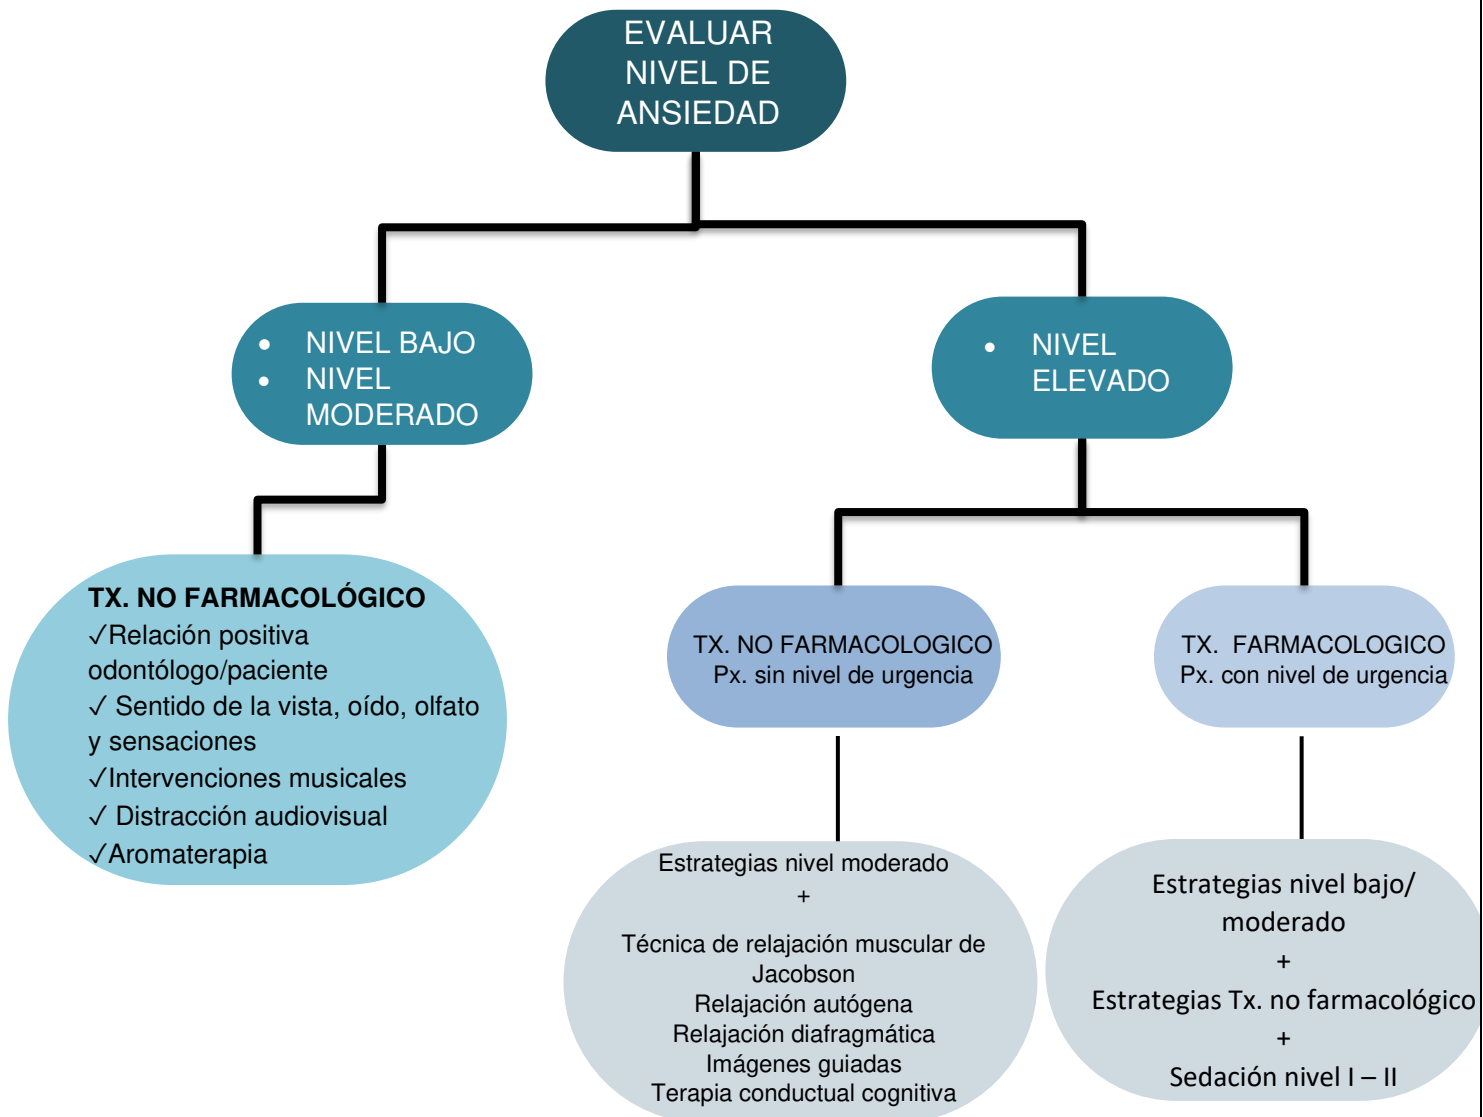 EVALUAR
NIVEL DE
ANSIEDAD
• NIVEL BAJO
• NIVEL
MODERADO
• NIVEL
ELEVADO
TX. NO FARMACOLÓGICO
✓Relación positiva
odontólogo/paciente
✓ Sentido de la vista, oído, olfato
y sensaciones
✓Intervenciones musicales
✓ Distracción audiovisual
✓Aromaterapia
TX. NO FARMACOLOGICO
Px. sin nivel de urgencia
TX. FARMACOLOGICO
Px. con nivel de urgencia
Estrategias nivel moderado
+
Técnica de relajación muscular de
Jacobson
Relajación autógena
Relajación diafragmática
Imágenes guiadas
Terapia conductual cognitiva
Estrategias nivel bajo/
moderado
+
Estrategias Tx. no farmacológico
+
Sedación nivel I – II